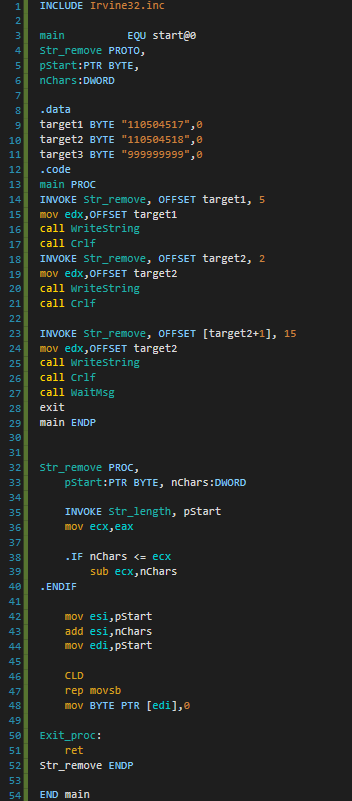 1 INCLUDE Irvine32.inc
2
3 main EQU start@0
4 Str_remove PROTO,
5 pStart:PTR BYTE,
6 nChars:DWORD
7
8 .data
9 target1 BYTE "110504517",0
10 target2 BYTE "110504518",0
11 target3 BYTE "999999999",0
12 .code
13 main PROC
14 INVOKE Str_remove, OFFSET target1, 5
15 mov edx,OFFSET target1
16 call WriteString
17 call Crlf
18 INVOKE Str_remove, OFFSET target2, 2
19 mov edx,OFFSET target2
20 call WriteString
21 call Crlf
22
23 INVOKE Str_remove, OFFSET [target2+1], 15
24 mov edx,OFFSET target2
25 call WriteString
26 call Crlf
27 call WaitMsg
28 exit
29 main ENDP
30
31
32 Str_remove PROC,
33 pStart:PTR BYTE, nChars:DWORD
34
35 INVOKE Str_length, pStart
36 mov ecx,eax
37
38 .IF nChars <= ecx
39 sub ecx,nChars
40 .ENDIF
41
42 mov esi,pStart
43 add esi,nChars
44 mov edi,pStart
45
46 CLD
47 rep movsb
48 mov BYTE PTR [edi],0
49
50 Exit_proc:
51 ret
52 Str_remove ENDP
53
54 END main